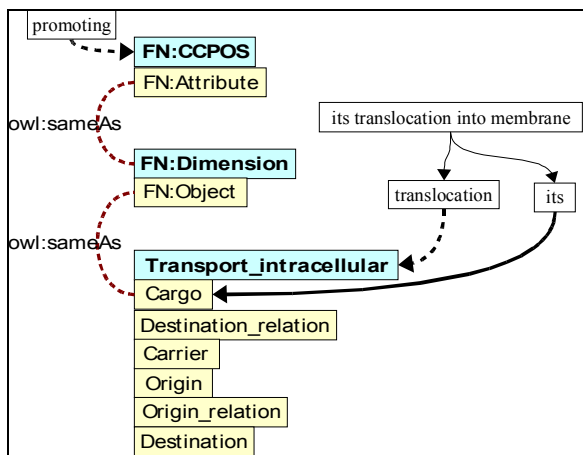 promoting
FN:CCPOS
FN:Attribute
owl:sameAs
its translocation into membrane
FN:Dimension
FN:Object
translocation
its
owl:sameAs
Transport_intracellular
Cargo
Destination_relation
Carrier
Origin
Origin_relation
Destination